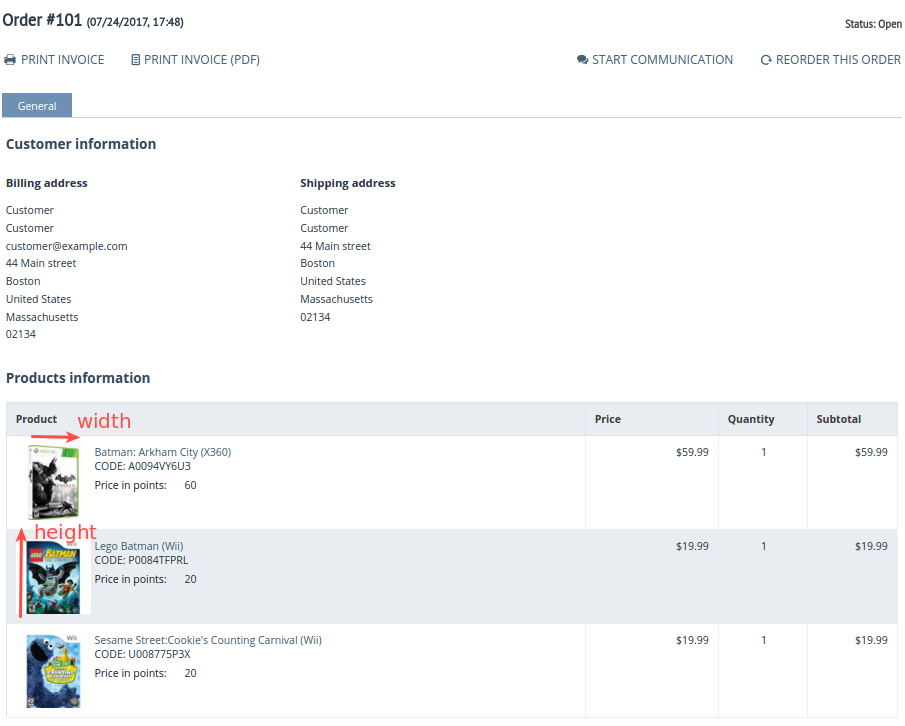 Order #101 (07/24/2017, 17:48)
Status: Open
PRINT INVOICE PRINT INVOICE (PDF) START COMMUNICATION REORDER THIS ORDER
General
Customer information
Billing address
Customer
Customer
customer@example.com
44 Main street
Boston
United States
Massachusetts
02134
Shipping address
Customer
Customer
44 Main street
Boston
United States
Massachusetts
02134
Products information
Product Price Quantity Subtotal
width
Batman: Arkham City (X360) $59.99 1 $59.99
CODE: A0094VY6U3
Price in points: 60
height
Lego Batman (Wii) $19.99 1 $19.99
CODE: P0084TFPRL
Price in points: 20
LEGO BATMAN
Wii
Sesame Street:Cookie's Counting Carnival (Wii) $19.99 1 $19.99
CODE: U008775P3X
Price in points: 20
Wii